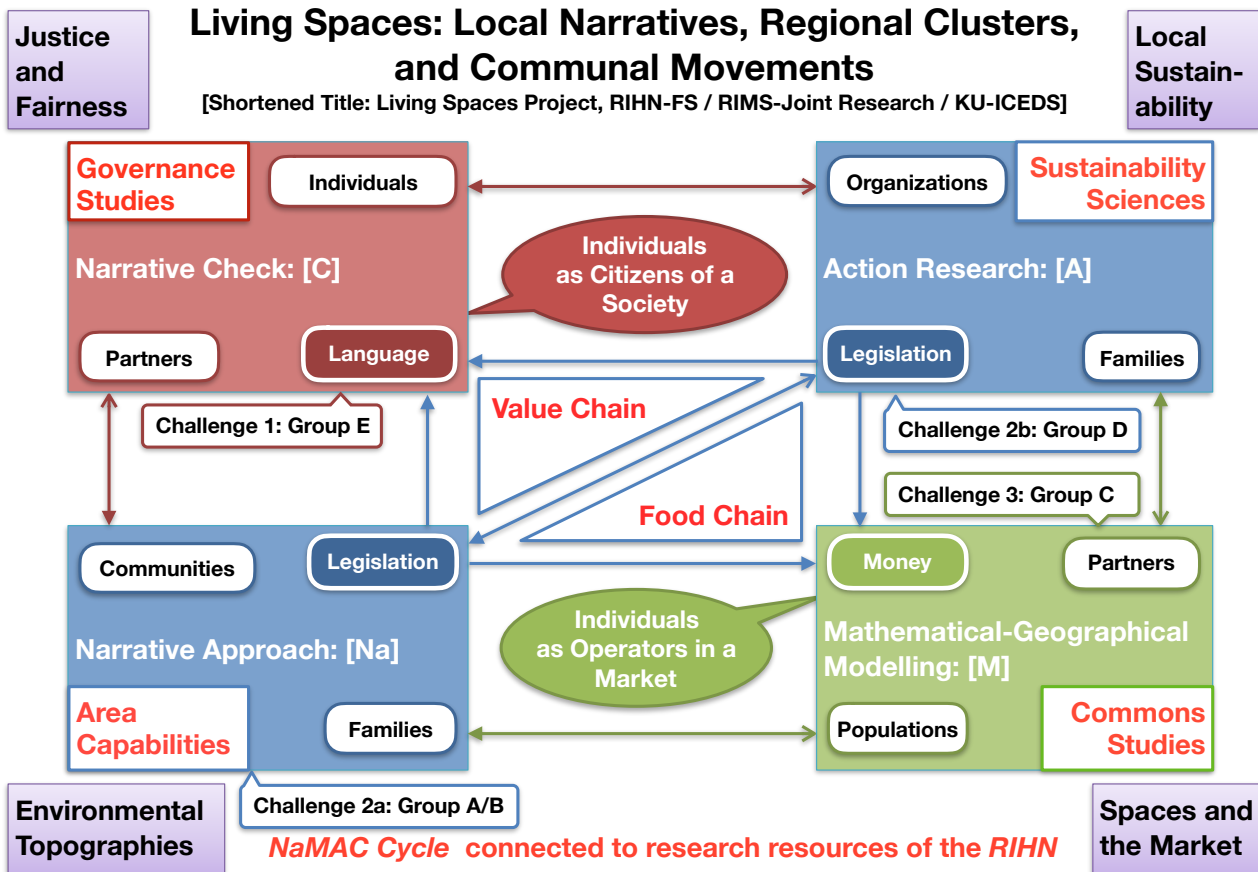 Justice
and
Fairness
Living Spaces: Local Narratives, Regional Clusters,
and Communal Movements
[Shortened Title: Living Spaces Project, RIHN-FS / RIMS-Joint Research / KU-ICEDS]
Local
Sustain-
ability
Governance
Studies
Individuals
Narrative Check: [C]
Partners
Language
Challenge 1: Group E
Individuals
as Citizens of a
Society
Organizations
Sustainability
Sciences
Action Research: [A]
Legislation
Families
Challenge 2b: Group D
Value Chain
Food Chain
Challenge 3: Group C
Communities
Legislation
Narrative Approach: [Na]
Area
Capabilities
Families
Challenge 2a: Group A/B
Individuals
as Operators in a
Market
Money
Partners
Mathematical-Geographical
Modelling: [M]
Populations
Commons
Studies
Environmental
Topographies
NaMAC Cycle connected to research resources of the RIHN
Spaces and
the Market